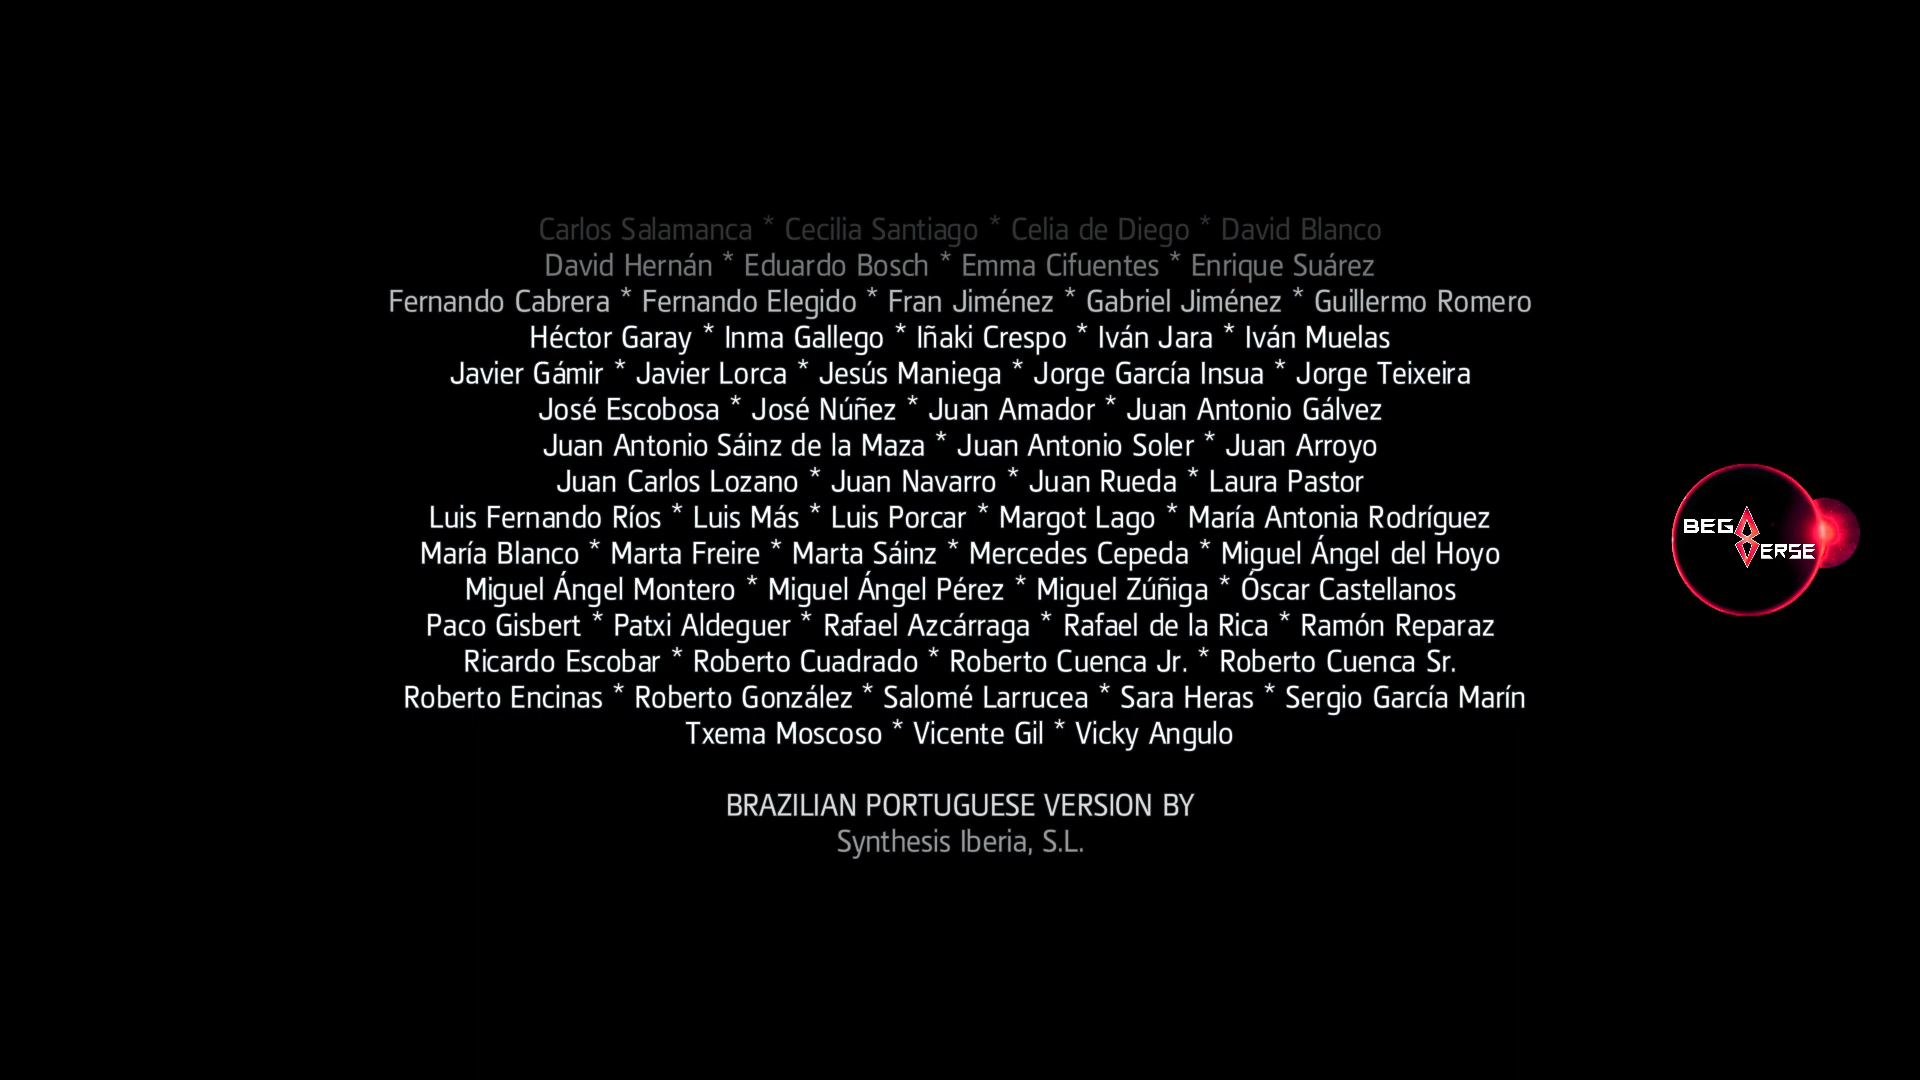 Carlos Salamanca * Cecilia Santiago * Celia de Diego * David Blanco
David Hernán * Eduardo Bosch * Emma Cifuentes * Enrique Suárez
Fernando Cabrera * Fernando Elegido * Fran Jiménez * Gabriel Jiménez * Guillermo Romero
Héctor Garay * Inma Gallego * Iñaki Crespo * Iván Jara * Iván Muelas
Javier Gámir * Javier Lorca * Jesús Maniega * Jorge García Insua * Jorge Teixeira
José Escobosa * José Núñez * Juan Amador * Juan Antonio Gálvez
Juan Antonio Sáinz de la Maza * Juan Antonio Soler * Juan Arroyo
Juan Carlos Lozano * Juan Navarro * Juan Rueda * Laura Pastor
Luis Fernando Ríos * Luis Más * Luis Porcar * Margot Lago * María Antonia Rodríguez
María Blanco * Marta Freire * Marta Sáinz * Mercedes Cepeda * Miguel Ángel del Hoyo
Miguel Ángel Montero * Miguel Ángel Pérez * Miguel Zúñiga * Óscar Castellanos
Paco Gisbert * Patxi Aldeguer * Rafael Azcárraga * Rafael de la Rica * Ramón Reparaz
Ricardo Escobar * Roberto Cuadrado * Roberto Cuenca Jr. * Roberto Cuenca Sr.
Roberto Encinas * Roberto González * Salomé Larrucea * Sara Heras * Sergio García Marín
Txema Moscoso * Vicente Gil * Vicky Angulo
BRAZILIAN PORTUGUESE VERSION BY
Synthesis Iberia, S.L.
BEGA
VERSE